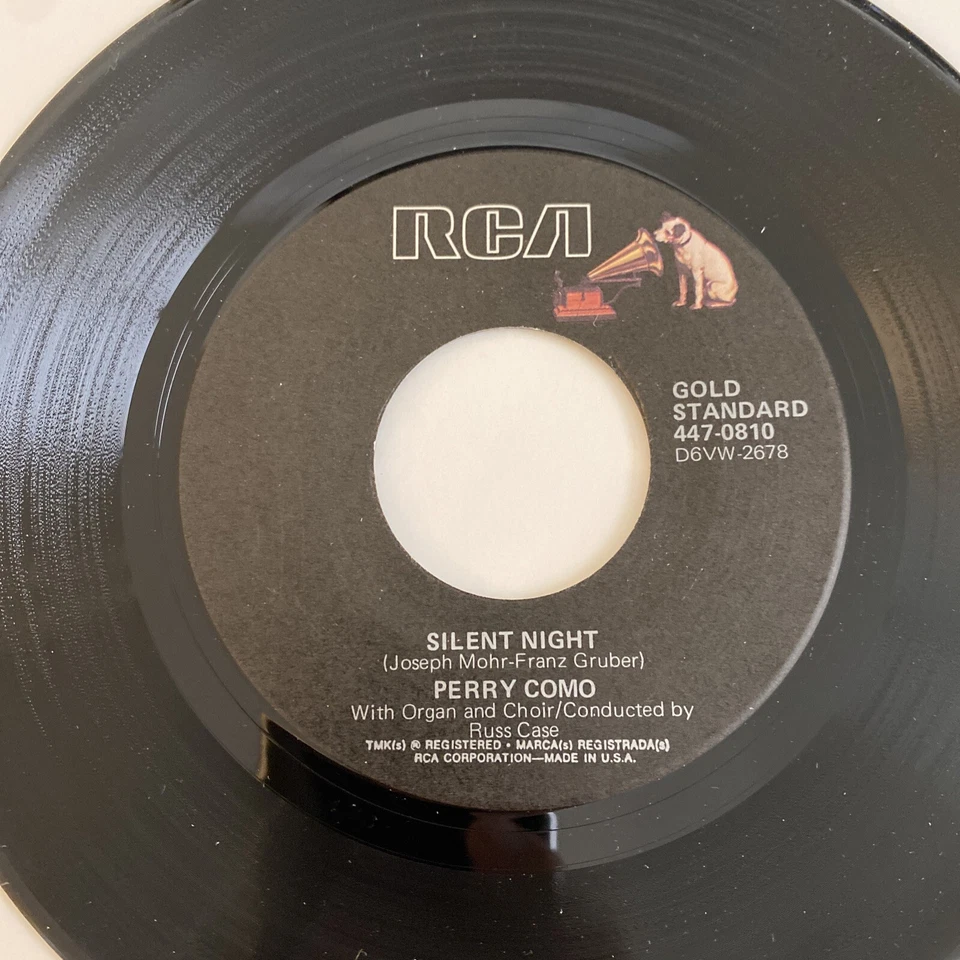 RCA
GOLD
STANDARD
447-0810
D6VW-2678
SILENT NIGHT
(Joseph Mohr-Franz Gruber)
PERRY COMO
With Organ and Choir/Conducted by
Russ Case
TMK(s) ® REGISTERED • MARCA(s) REGISTRADA(s)
RCA CORPORATION—MADE IN U.S.A.